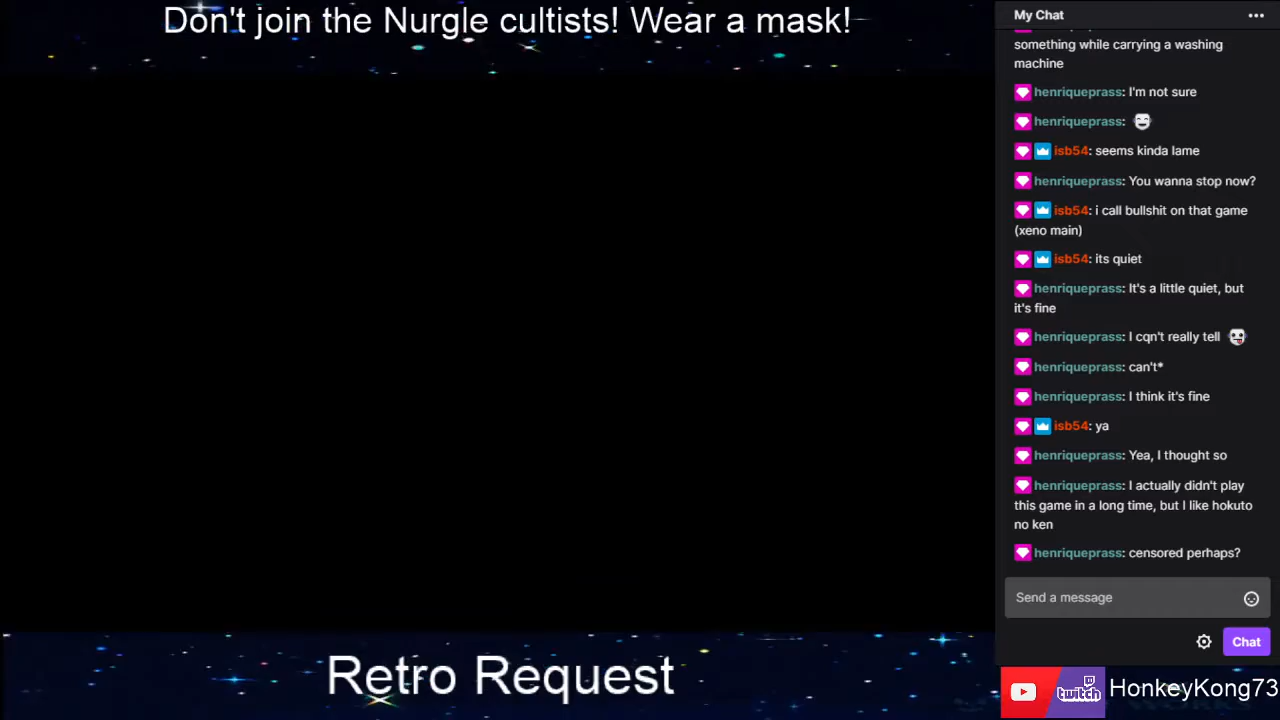 Don't join the Nurgle cultists! Wear a mask!
My Chat
something while carrying a washing
machine
henriqueprass: I'm not sure
henriqueprass:
isb54: seems kinda lame
henriqueprass: You wanna stop now?
isb54: i call bullshit on that game
(xeno main)
isb54: its quiet
henriqueprass: It's a little quiet, but
it's fine
henriqueprass: I cqn't really tell
henriqueprass: can't*
henriqueprass: I think it's fine
isb54: ya
henriqueprass: Yea, I thought so
henriqueprass: I actually didn't play
this game in a long time, but I like hokuto
no ken
henriqueprass: censored perhaps?
Send a message
Chat
Retro Request
twitch
HonkeyKong73